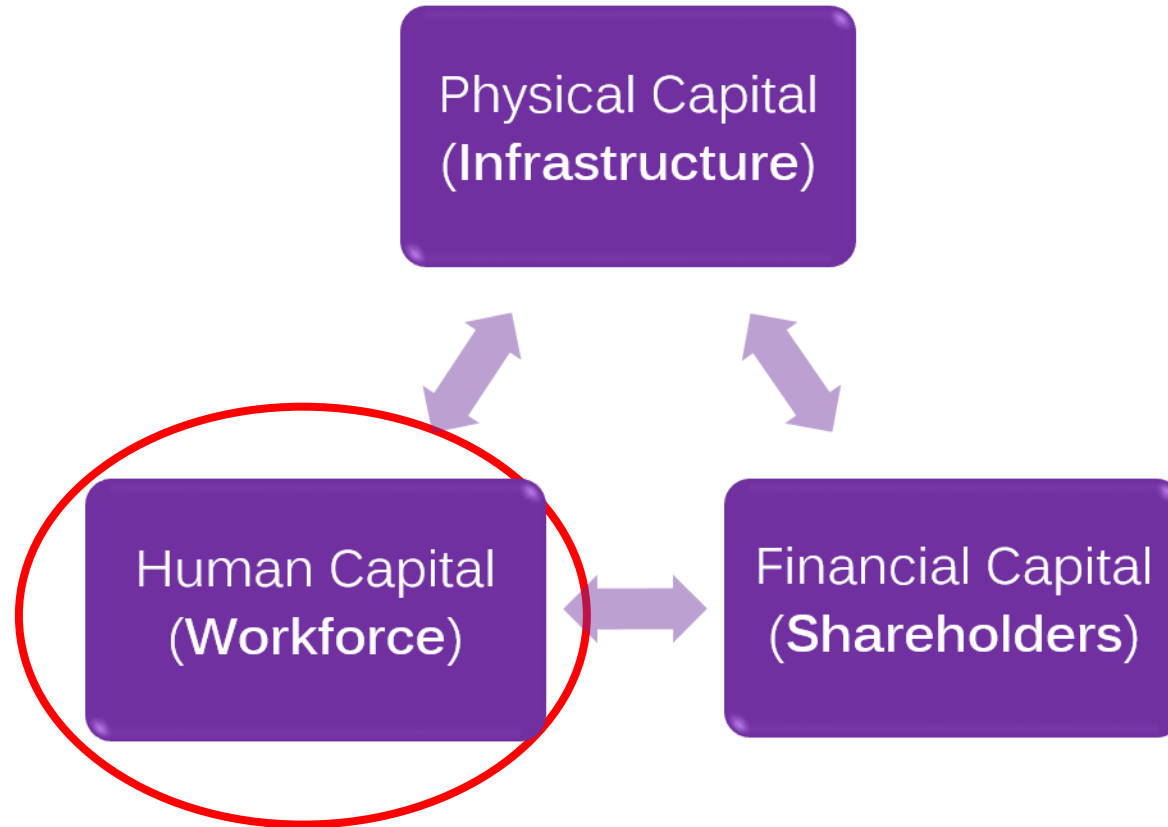 Physical Capital
(Infrastructure)
Human Capital
(Workforce)
Financial Capital
(Shareholders)